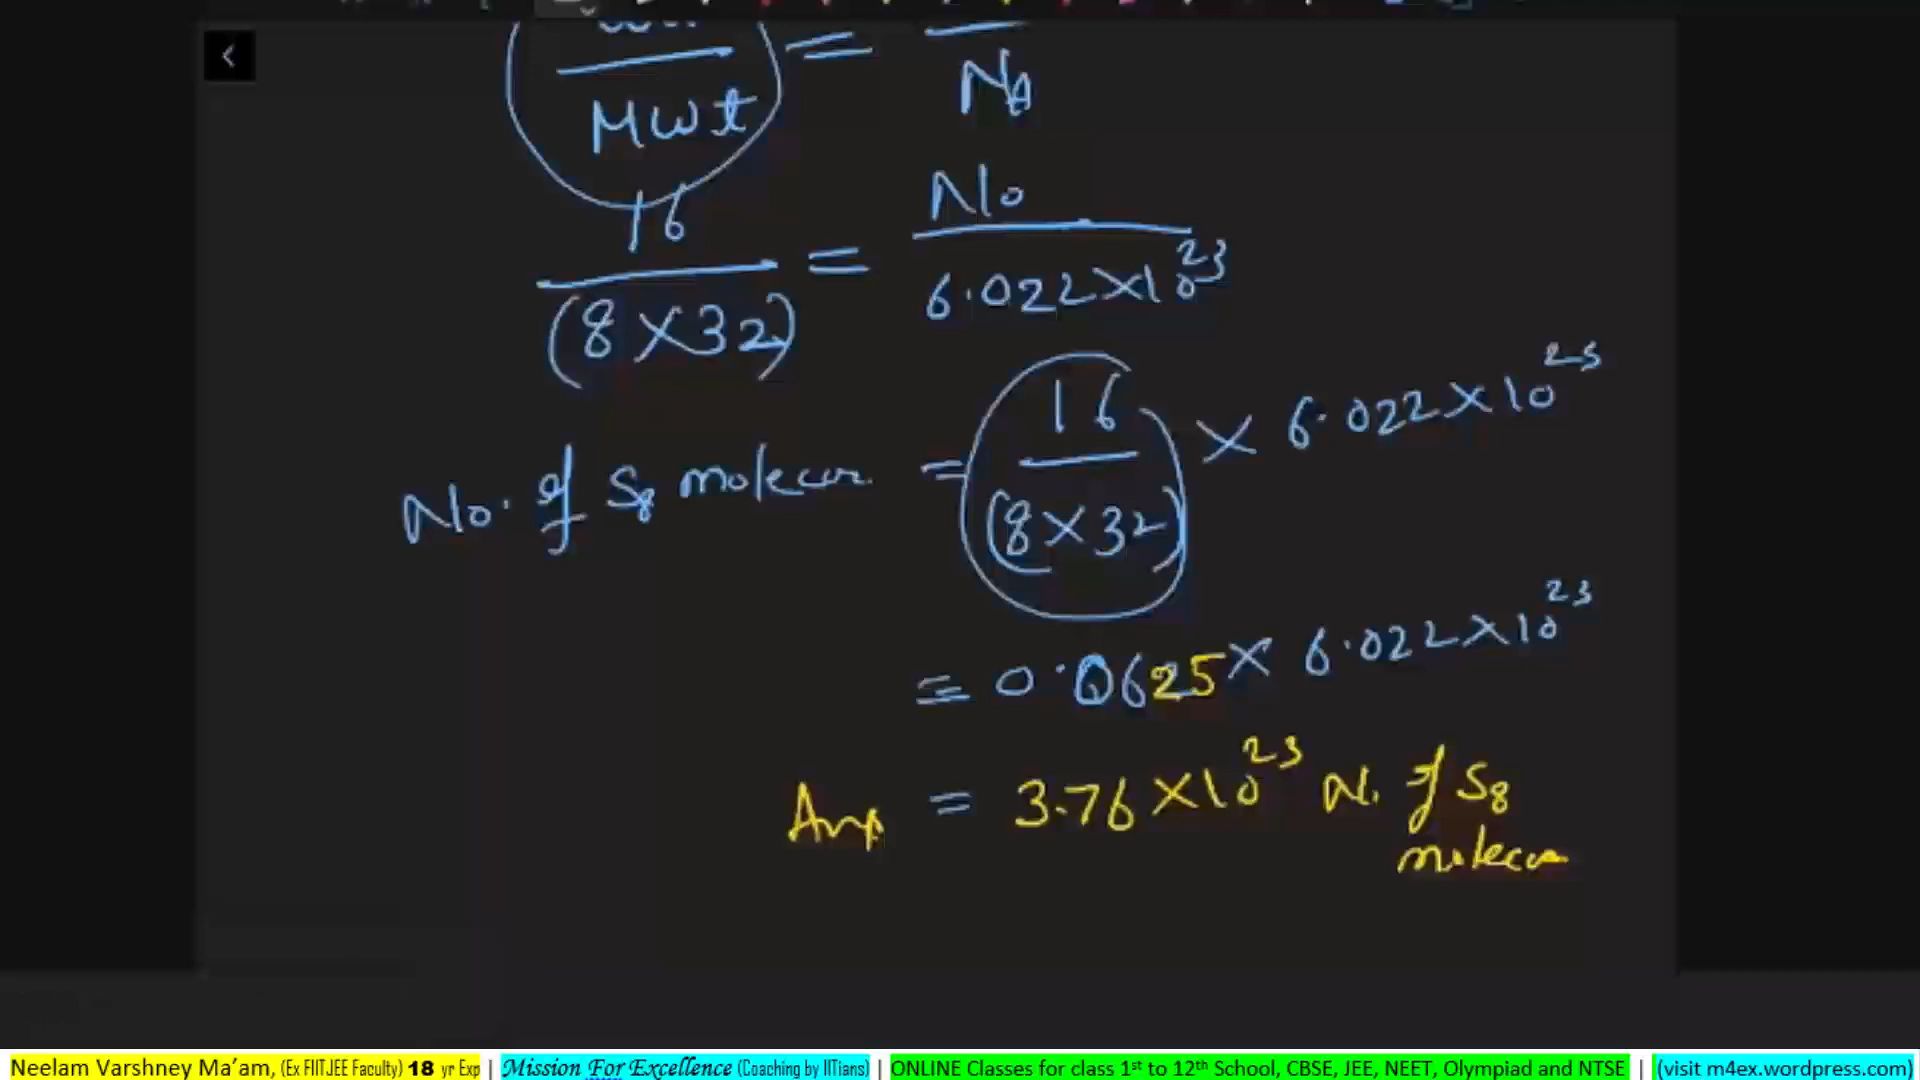 Mwt = NA
16 / (8×32) = No / 6.022×10²³
No. of S₈ molecu = 16 / (8×32) × 6.022×10²³
= 0.0625 × 6.022×10²³
Ans = 3.76×10²³ N. of S₈
molecu
Neelam Varshney Ma'am, (Ex FIITJEE Faculty) 18 yr Exp | Mission For Excellence (Coaching by IITians) | ONLINE Classes for class 1st to 12th School, CBSE, JEE, NEET, Olympiad and NTSE | (visit m4ex.wordpress.com)